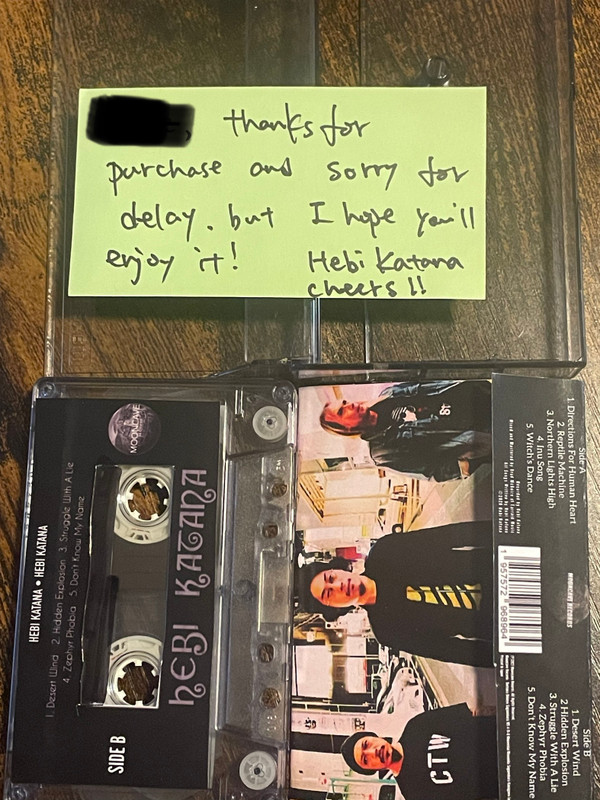 thanks for
purchase and sorry for
delay. but I hope you'll
enjoy it!
Hebi Katana
cheers!!
MOONCAVE
HEBI KATANA • HEBI KATANA
1. Desert Wind 2. Hidden Explosion 3. Struggle With A Lie
4. Zephyr Phobia 5. Don't Know My Name
SIDE B
HEBI KATANA
CTW
Side A
1. Directions For Human Heart
2. Reptile Machine
3. Northern Lights High
4. Inu Song
5. Witch's Dance
MOONCAVE RECORDS
Side B
1. Desert Wind
2 Hidden Explosion
3. Struggle With A Lie
4. Zephyr Phobia
5. Don't Know My Name